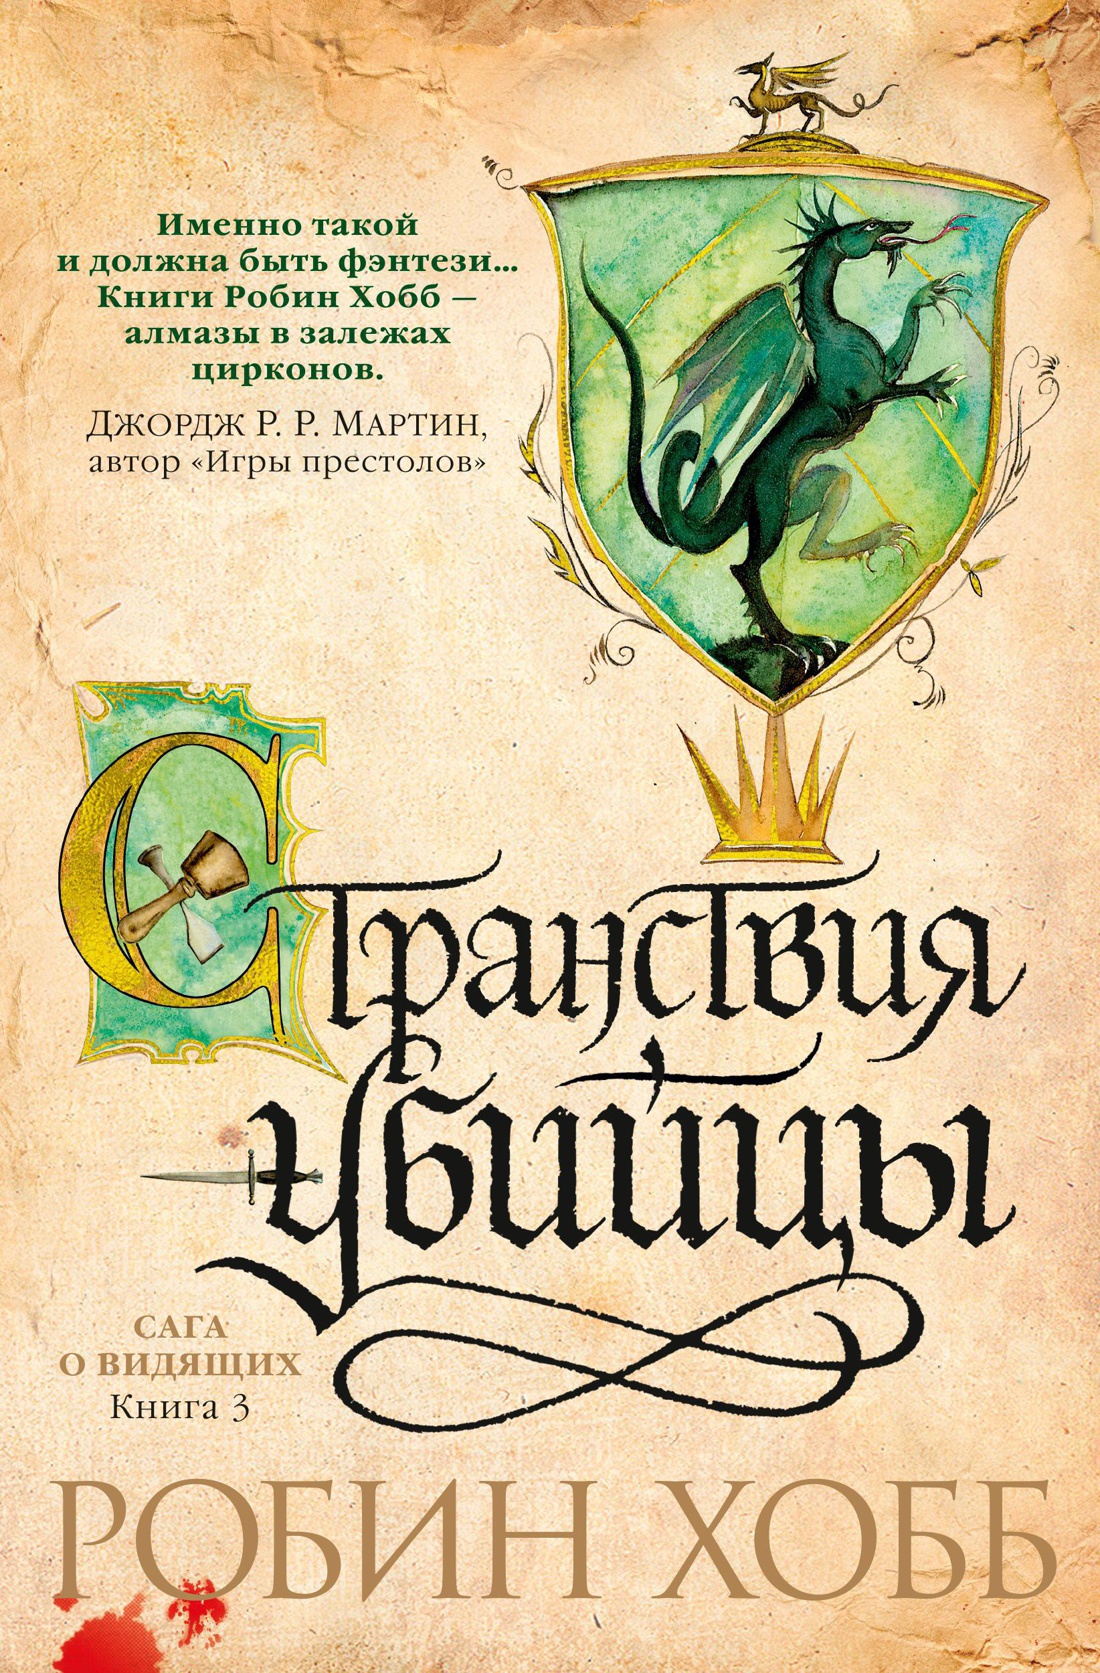 Именно такой
и должна быть фэнтези...
Книги Робин Хобб —
алмазы в залежах
цирконов.
Джордж Р. Р. Мартин,
автор «Игры престолов»
Странствия
убийцы
САГА
О ВИДЯЩИХ
Книга 3
РОБИН ХОББ